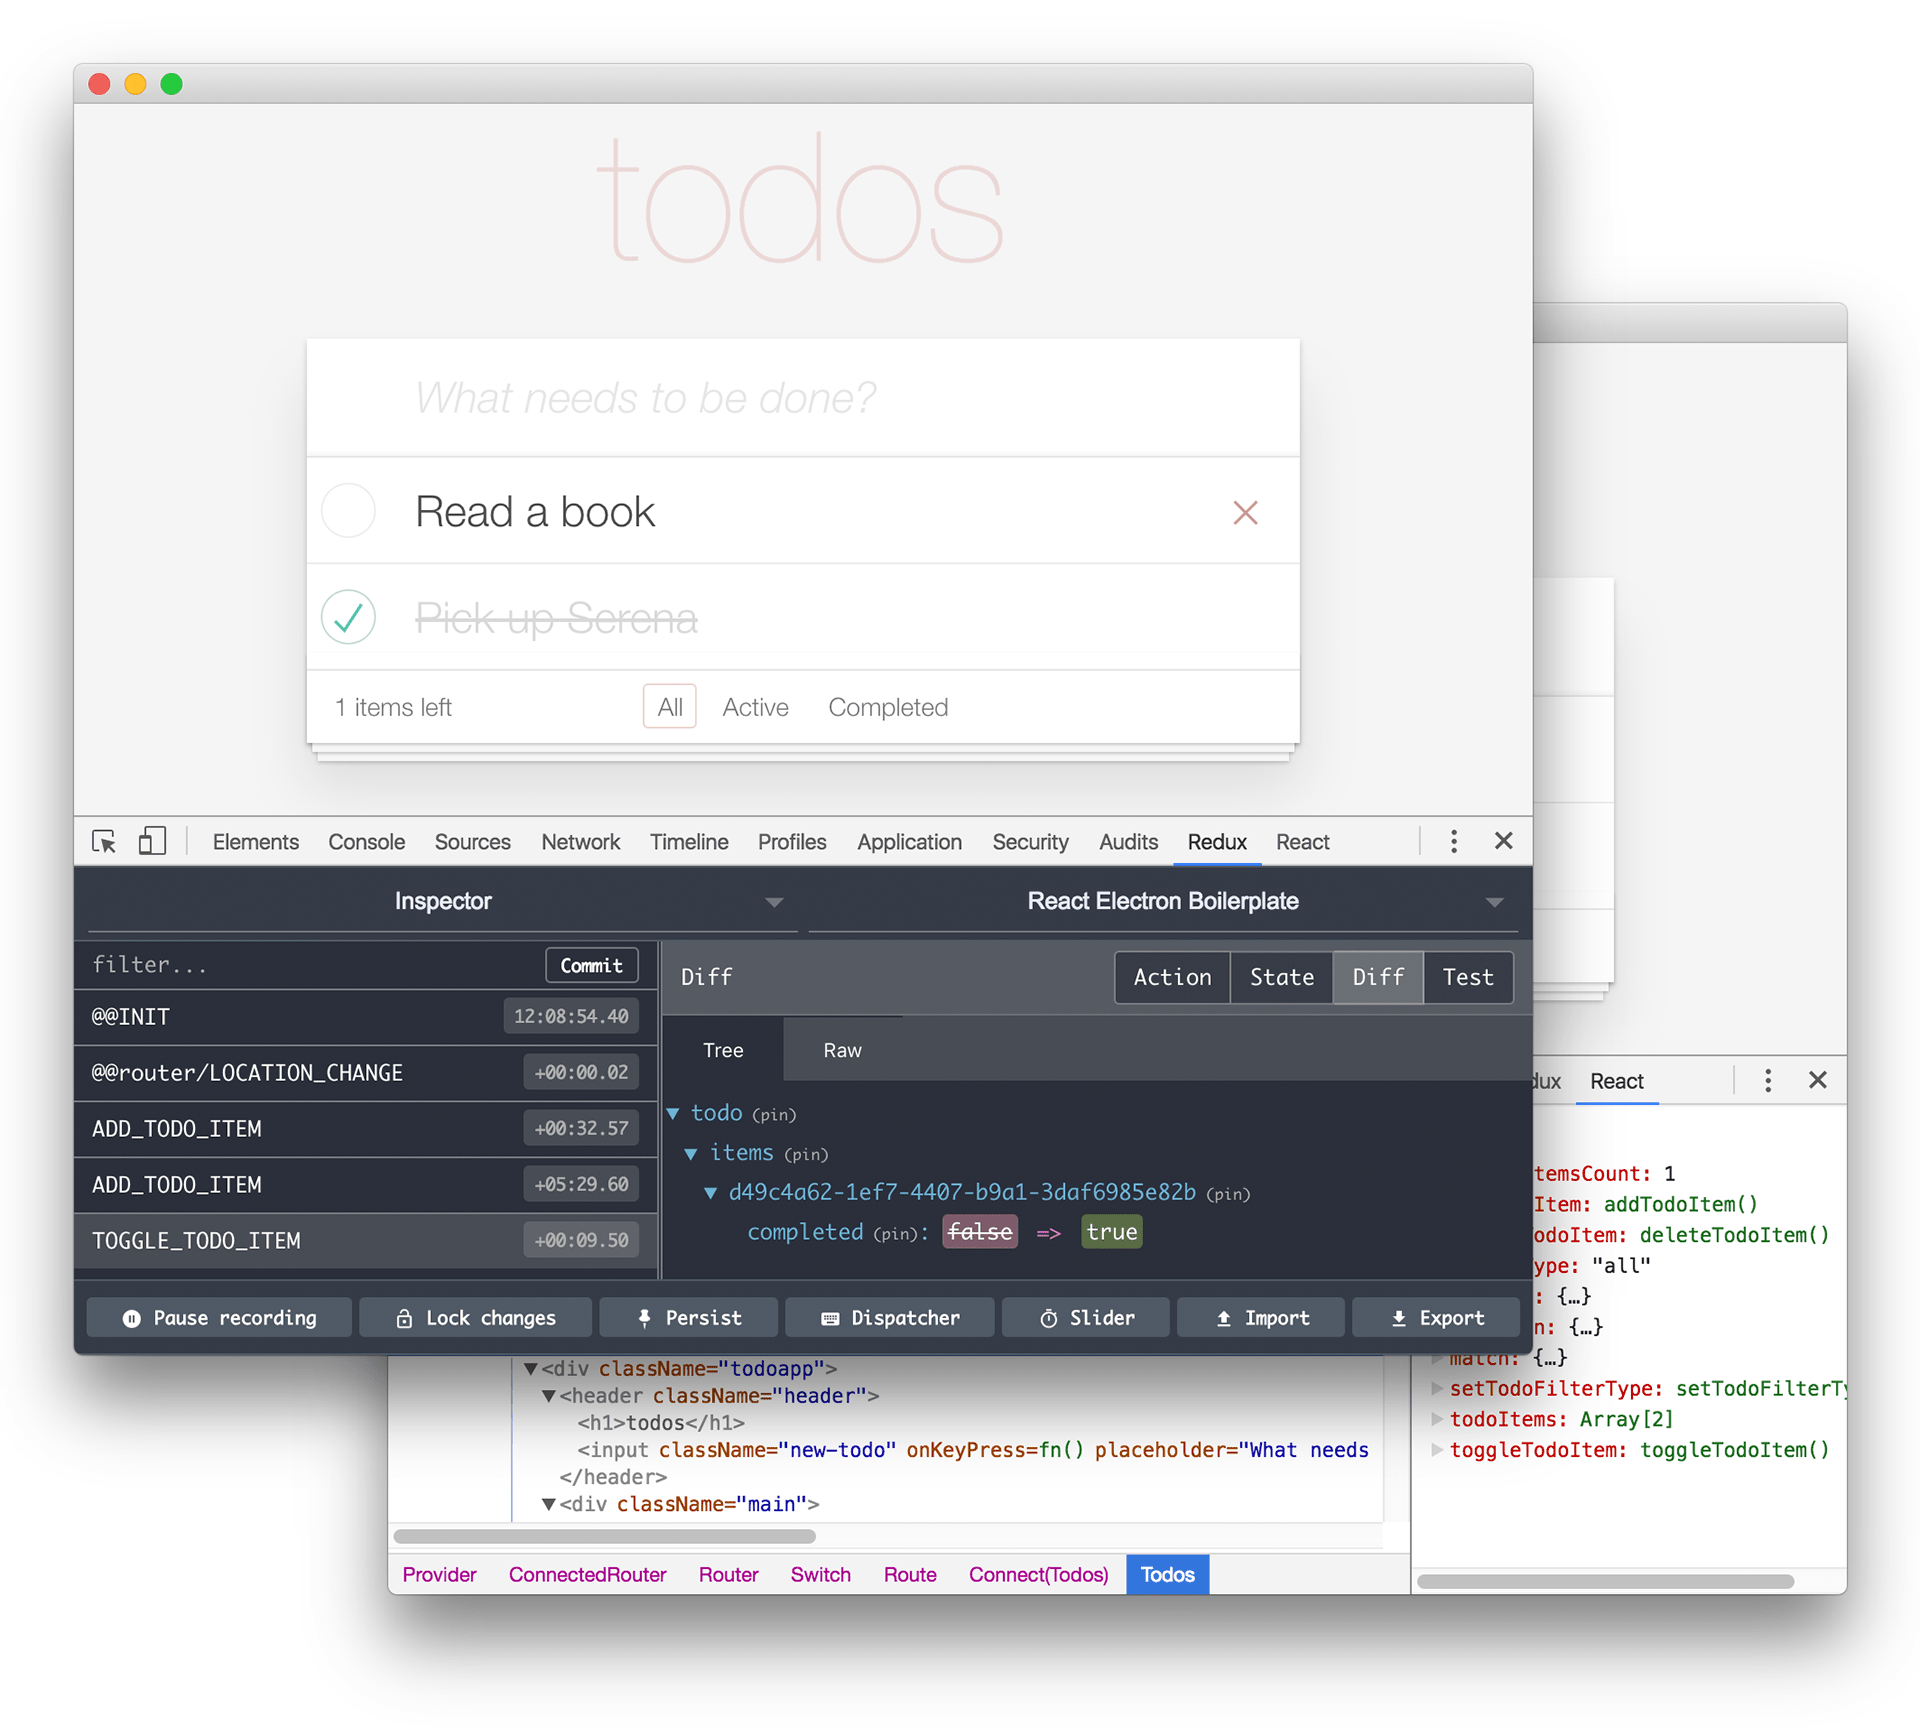 todos
What needs to be done?
Read a book
Pick up Serena
1 items left All Active Completed
Elements Console Sources Network Timeline Profiles Application Security Audits Redux React
Inspector React Electron Boilerplate
filter... Commit
@@INIT 12:08:54.40
@@router/LOCATION_CHANGE +00:00.02
ADD_TODO_ITEM +00:32.57
ADD_TODO_ITEM +05:29.60
TOGGLE_TODO_ITEM +00:09.50
Diff Action State Diff Test
Tree Raw
todo (pin)
items (pin)
d49c4a62-1ef7-4407-b9a1-3daf6985e82b (pin)
completed (pin): false => true
Pause recording Lock changes Persist Dispatcher Slider Import Export
<div className="todoapp">
<header className="header">
<h1>todos</h1>
<input className="new-todo" onKeyPress=fn() placeholder="What needs
</header>
<div className="main">
Provider ConnectedRouter Router Switch Route Connect(Todos) Todos
dux React
temsCount: 1
Item: addTodoItem()
odoItem: deleteTodoItem()
ype: "all"
: {…}
n: {…}
match: {…}
setTodoFilterType: setTodoFilterTy
todoItems: Array[2]
toggleTodoItem: toggleTodoItem()